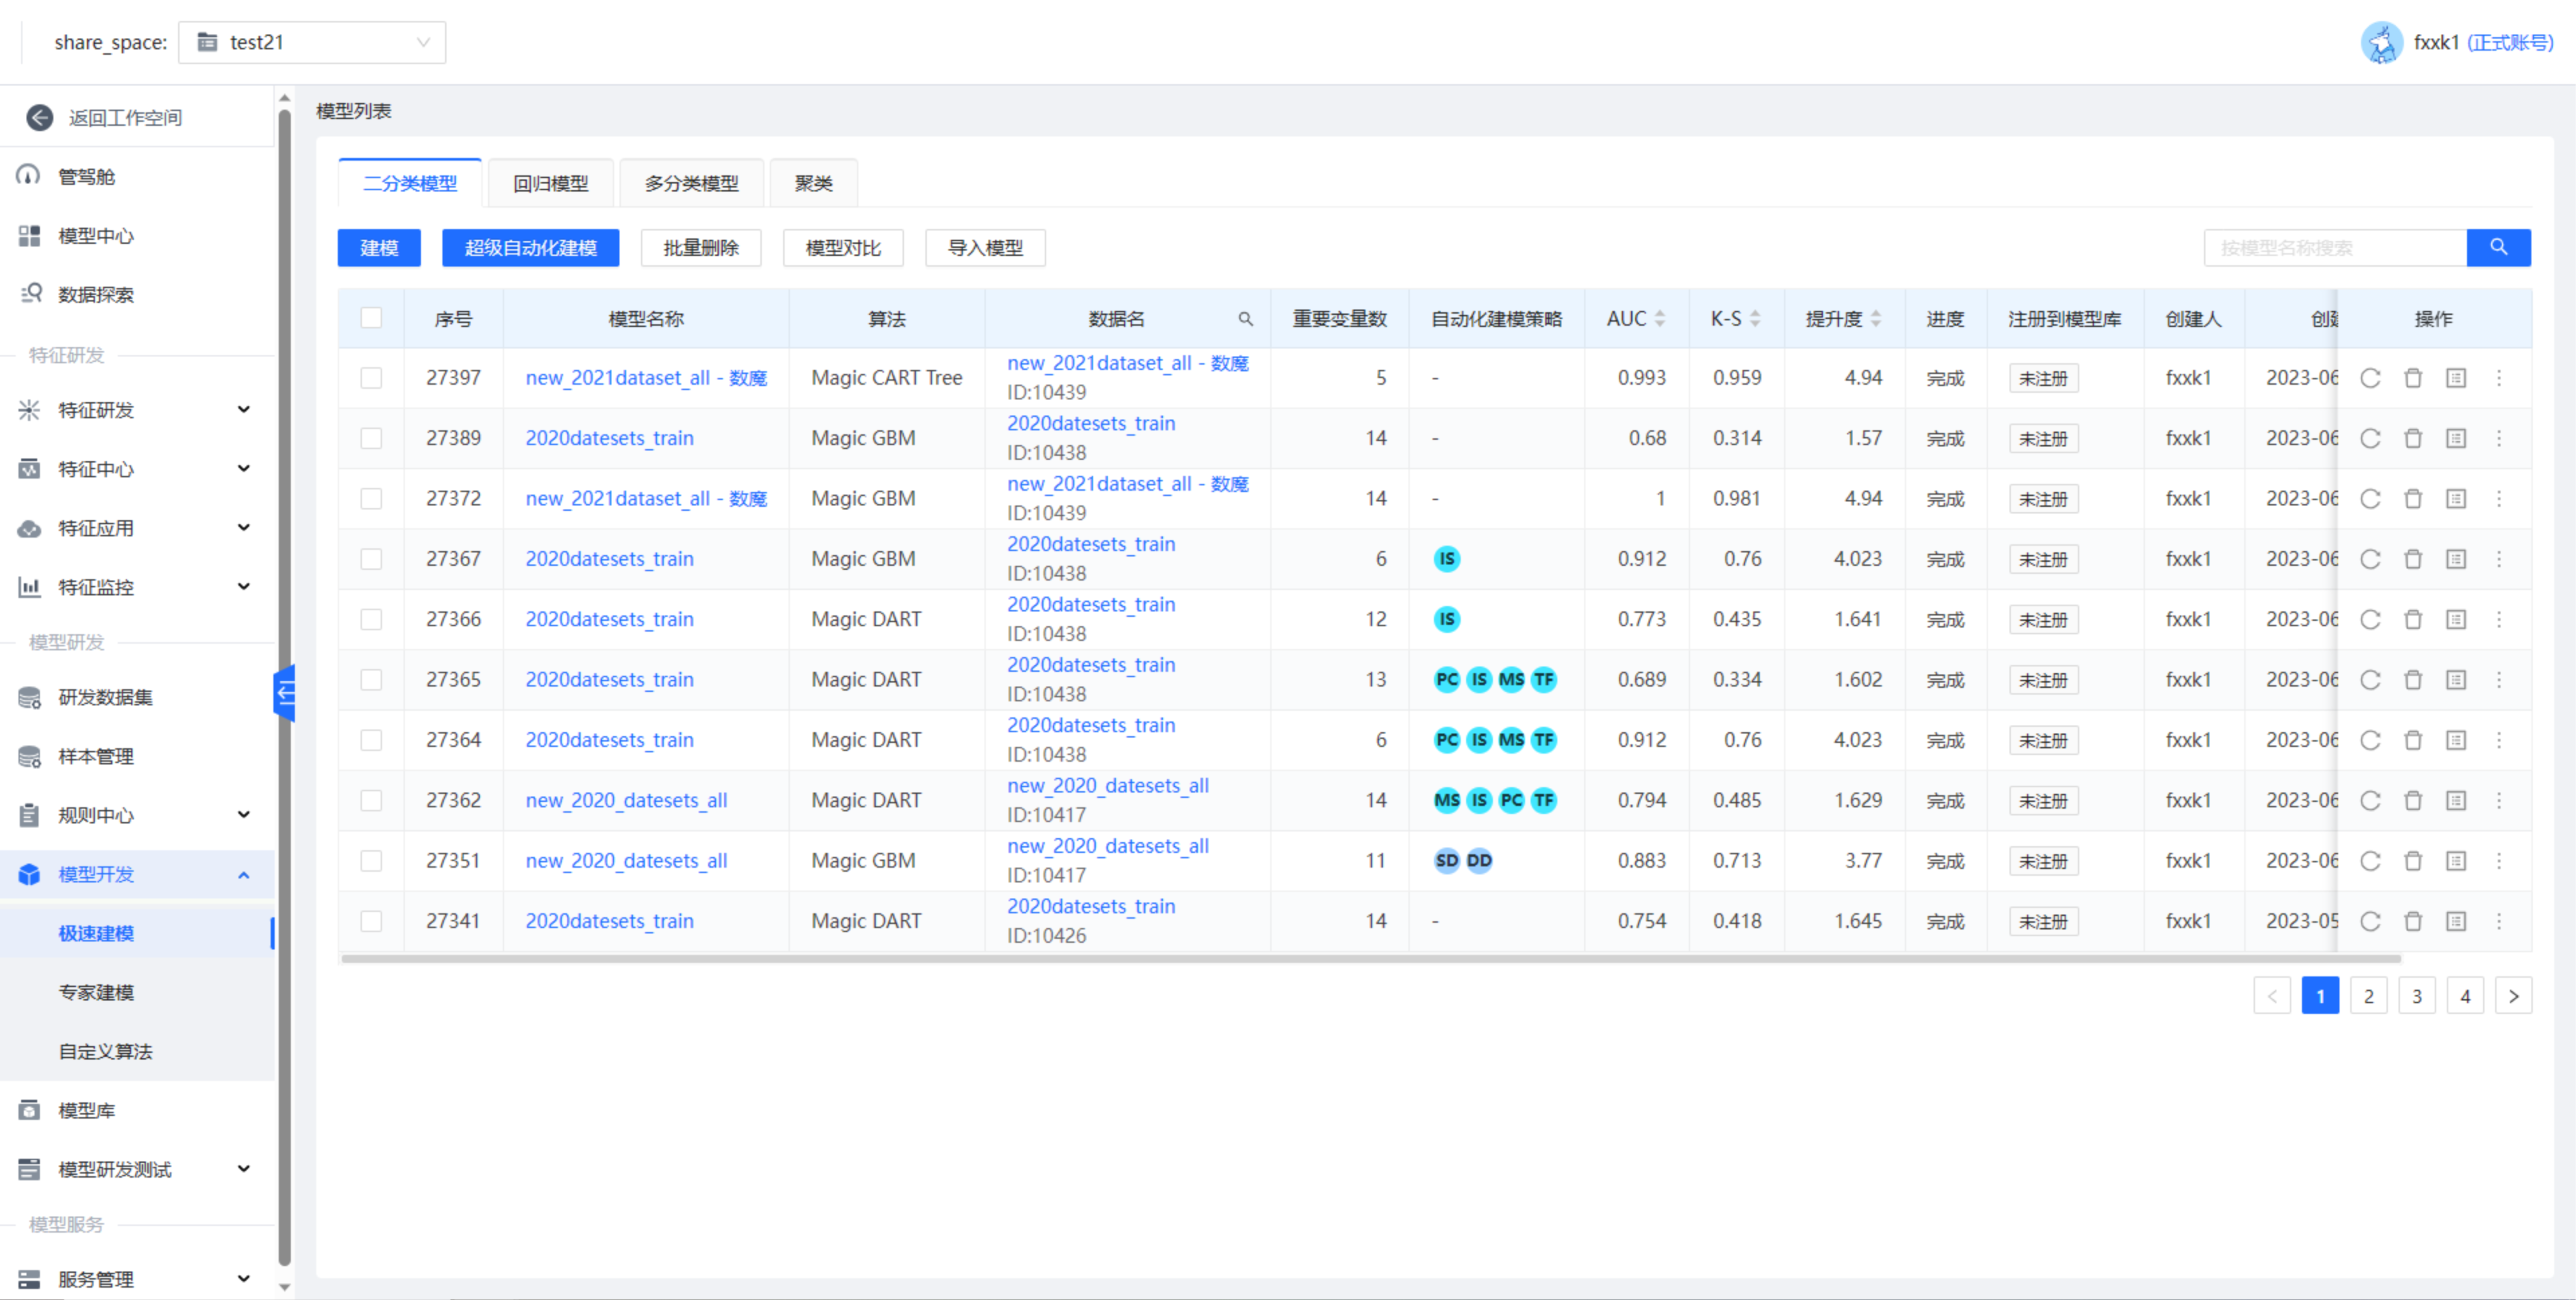 share_space: test21
fxxk1 (正式账号)
返回工作空间
管驾舱
模型中心
数据探索
特征研发
特征研发
特征中心
特征应用
特征监控
模型研发
研发数据集
样本管理
规则中心
模型开发
极速建模
专家建模
自定义算法
模型库
模型研发测试
模型服务
服务管理
模型列表
二分类模型 回归模型 多分类模型 聚类
建模 超级自动化建模 批量删除 模型对比 导入模型 按模型名称搜索
序号 模型名称 算法 数据名 重要变量数 自动化建模策略 AUC K-S 提升度 进度 注册到模型库 创建人 创建 操作
27397 new_2021dataset_all - 数魔 Magic CART Tree new_2021dataset_all - 数魔 5 - 0.993 0.959 4.94 完成 未注册 fxxk1 2023-06
ID:10439
27389 2020datesets_train Magic GBM 2020datesets_train 14 - 0.68 0.314 1.57 完成 未注册 fxxk1 2023-06
ID:10438
27372 new_2021dataset_all - 数魔 Magic GBM new_2021dataset_all - 数魔 14 - 1 0.981 4.94 完成 未注册 fxxk1 2023-06
ID:10439
27367 2020datesets_train Magic GBM 2020datesets_train 6 IS 0.912 0.76 4.023 完成 未注册 fxxk1 2023-06
ID:10438
27366 2020datesets_train Magic DART 2020datesets_train 12 IS 0.773 0.435 1.641 完成 未注册 fxxk1 2023-06
ID:10438
27365 2020datesets_train Magic DART 2020datesets_train 13 PC IS MS TF 0.689 0.334 1.602 完成 未注册 fxxk1 2023-06
ID:10438
27364 2020datesets_train Magic DART 2020datesets_train 6 PC IS MS TF 0.912 0.76 4.023 完成 未注册 fxxk1 2023-06
ID:10438
27362 new_2020_datesets_all Magic DART new_2020_datesets_all 14 MS IS PC TF 0.794 0.485 1.629 完成 未注册 fxxk1 2023-06
ID:10417
27351 new_2020_datesets_all Magic GBM new_2020_datesets_all 11 SD DD 0.883 0.713 3.77 完成 未注册 fxxk1 2023-06
ID:10417
27341 2020datesets_train Magic DART 2020datesets_train 14 - 0.754 0.418 1.645 完成 未注册 fxxk1 2023-05
ID:10426
< 1 2 3 4 >